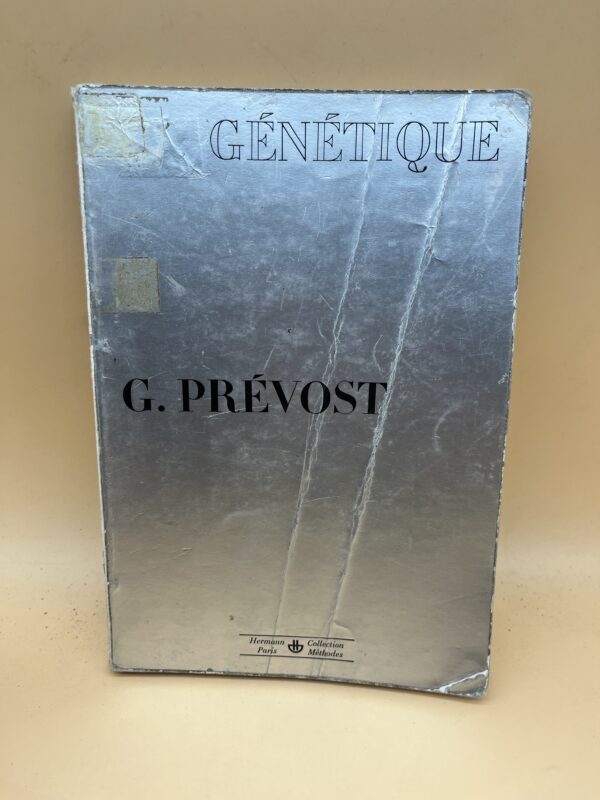 GÉNÉTIQUE
G. PRÉVOST
Hermann Collection
Paris Méthodes